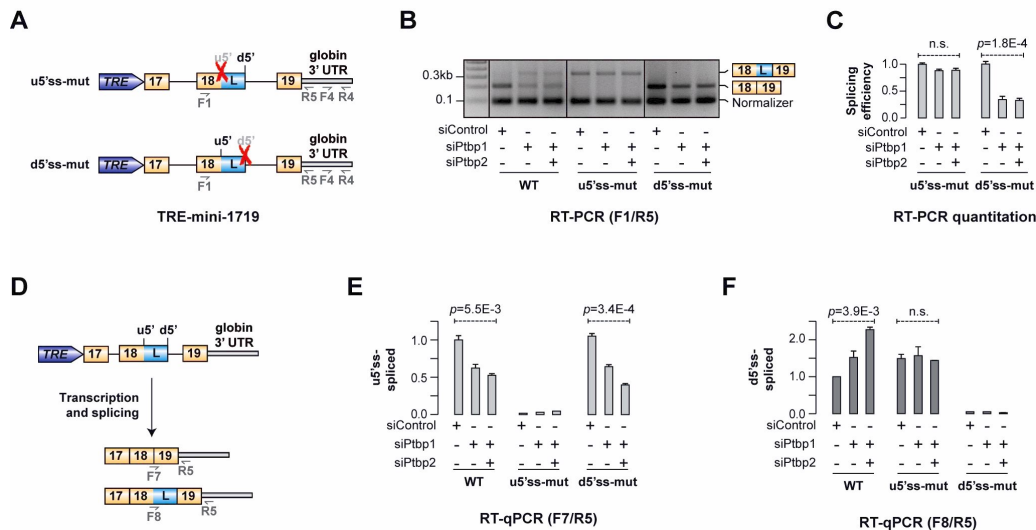 A
u5'
d5'
globin
3' UTR
u5'ss-mut
TRE
17
18
L
19
F1
R5 F4 R4
u5'
d5'
globin
3' UTR
d5'ss-mut
TRE
17
18
L
19
F1
R5 F4 R4
TRE-mini-1719
B
0.3kb
0.1
18 L 19
18 19
Normalizer
siControl + - - + - - + - -
siPtbp1 - + + - + + - + +
siPtbp2 - - + - - + - - +
WT u5'ss-mut d5'ss-mut
RT-PCR (F1/R5)
C
n.s.
p=1.8E-4
Splicing
efficiency
1.0
0.5
0.0
siControl + - - + - -
siPtbp1 - + + - + +
siPtbp2 - - + - - +
u5'ss-mut d5'ss-mut
RT-PCR quantitation
D
u5' d5'
globin
3' UTR
TRE
17
18
L
19
Transcription
and splicing
17 18 19
F7
R5
17 18 L 19
F8
R5
E
p=5.5E-3
p=3.4E-4
u5'ss-
spliced
1.0
0.5
0.0
siControl + - - + - - + - -
siPtbp1 - + + - + + - + +
siPtbp2 - - + - - + - - +
WT u5'ss-mut d5'ss-mut
RT-qPCR (F7/R5)
F
p=3.9E-3
n.s.
d5'ss-
spliced
2.0
1.0
0.0
siControl + - - + - - + - -
siPtbp1 - + + - + + - + +
siPtbp2 - - + - - + - - +
WT u5'ss-mut d5'ss-mut
RT-qPCR (F8/R5)